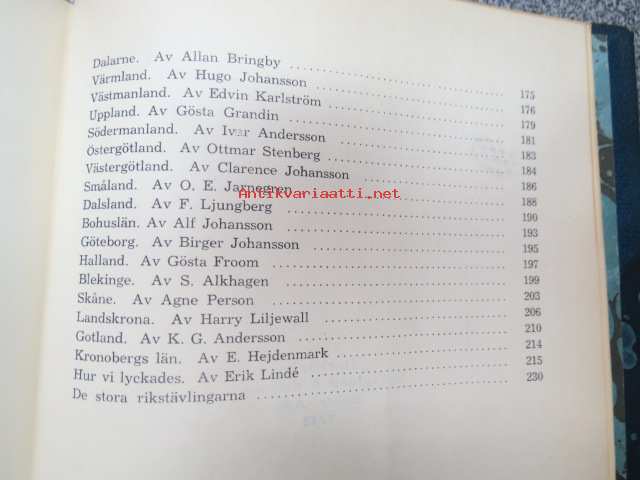 Dalarne. Av Allan Bringby 175
Värmland. Av Hugo Johansson 176
Västmanland. Av Edvin Karlström 179
Uppland. Av Gösta Grandin 181
Södermanland. Av Ivar Andersson 183
Östergötland. Av Ottmar Stenberg 184
Västergötland. Av Clarence Johansson 186
Småland. Av O. E. Jarnegren 188
Antikvariaatti.net
Dalsland. Av F. Ljungberg 190
Bohuslän. Av Alf Johansson 193
Göteborg. Av Birger Johansson 195
Halland. Av Gösta Froom 197
Blekinge. Av S. Alkhagen 199
Skåne. Av Agne Person 203
Landskrona. Av Harry Liljewall 206
Gotland. Av K. G. Andersson 210
Kronobergs län. Av E. Hejdenmark 214
Hur vi lyckades. Av Erik Lindé 215
De stora rikstävlingarna 230